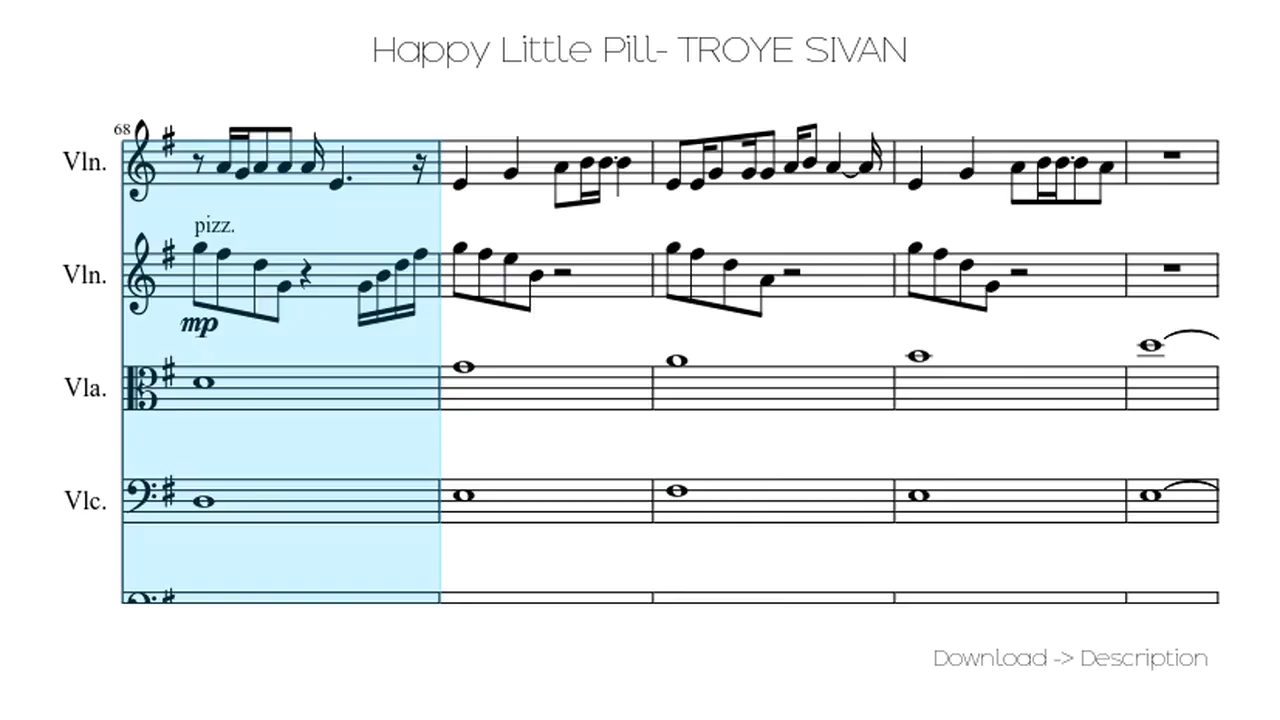 Happy Little Pill- TROYE SIVAN
68
Vln.
pizz.
Vln.
mp
Vla.
Vlc.
Download -> Description